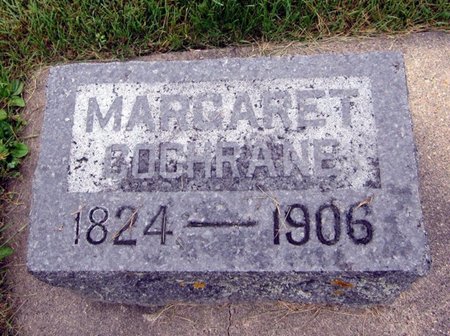 MARGARET
COCHRANE
1824 — 1906